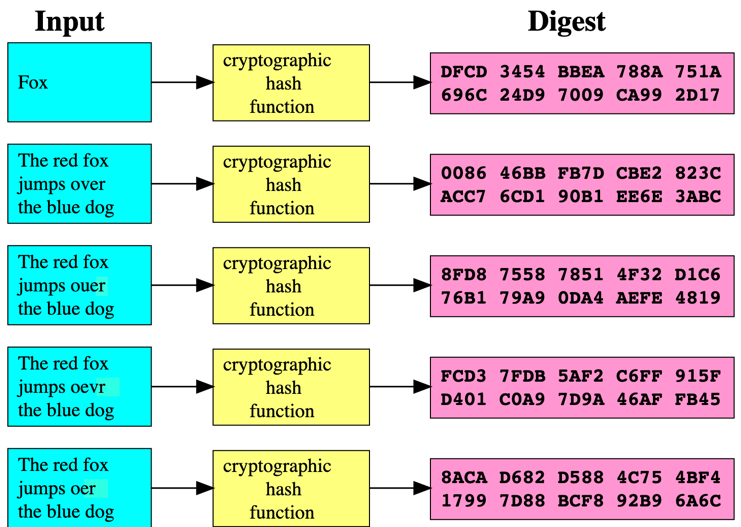 Input
Digest
Fox
cryptographic
hash
function
DFCD 3454 BBEA 788A 751A
696C 24D9 7009 CA99 2D17
The red fox
jumps over
the blue dog
cryptographic
hash
function
0086 46BB FB7D CBE2 823C
ACC7 6CD1 90B1 EE6E 3ABC
The red fox
jumps ouer
the blue dog
cryptographic
hash
function
8FD8 7558 7851 4F32 D1C6
76B1 79A9 0DA4 AEFE 4819
The red fox
jumps oevr
the blue dog
cryptographic
hash
function
FCD3 7FDB 5AF2 C6FF 915F
D401 C0A9 7D9A 46AF FB45
The red fox
jumps oer
the blue dog
cryptographic
hash
function
8ACA D682 D588 4C75 4BF4
1799 7D88 BCF8 92B9 6A6C